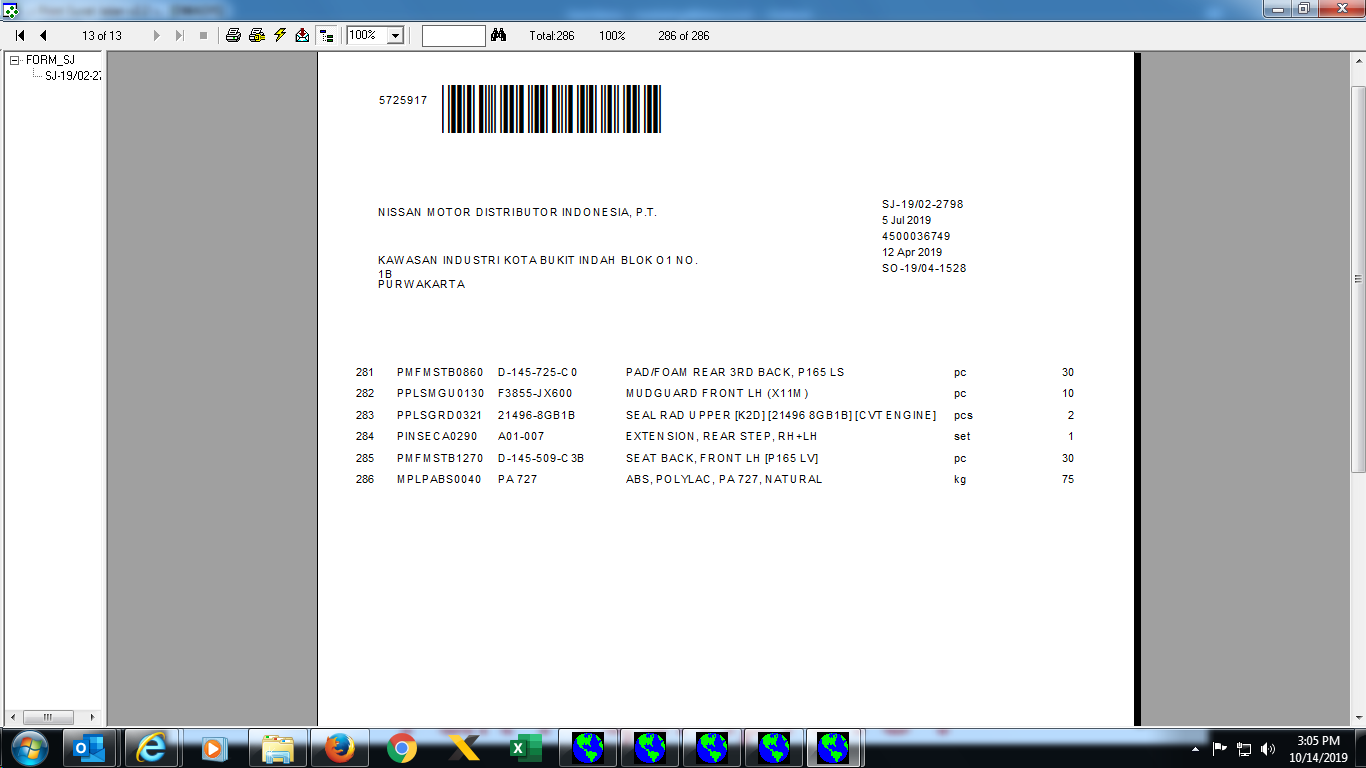 13 of 13
100%
Total:286
100%
286 of 286
FORM_SJ
SJ-19/02-27
5725917
NISSAN MOTOR DISTRIBUTOR INDONESIA, P.T.
KAWASAN INDUSTRI KOTA BUKIT INDAH BLOK O1 NO.
1B
PURWAKARTA
SJ-19/02-2798
5 Jul 2019
4500036749
12 Apr 2019
SO-19/04-1528
281 PMFMSTB0860 D-145-725-C0 PAD/FOAM REAR 3RD BACK, P165 LS pc 30
282 PPLSMGU0130 F3855-JX600 MUDGUARD FRONT LH (X11M) pc 10
283 PPLSGRD0321 21496-8GB1B SEAL RAD UPPER [K2D] [21496 8GB1B] [CVT ENGINE] pcs 2
284 PINSECA0290 A01-007 EXTENSION, REAR STEP, RH+LH set 1
285 PMFMSTB1270 D-145-509-C3B SEAT BACK, FRONT LH [P165 LV] pc 30
286 MPLPABS0040 PA 727 ABS, POLYLAC, PA 727, NATURAL kg 75
3:05 PM
10/14/2019